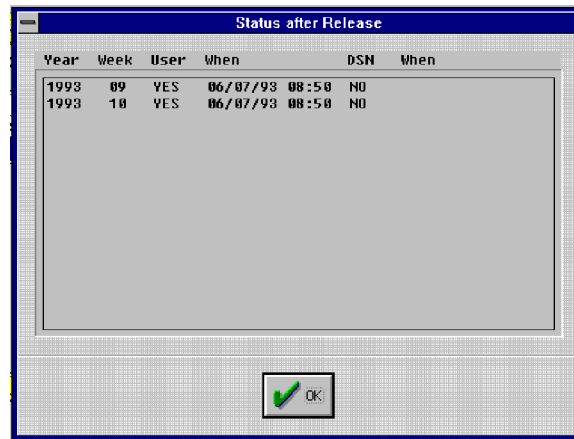 Status after Release
Year Week User When DSN When
1993 09 YES 06/07/93 08:50 NO
1993 10 YES 06/07/93 08:50 NO
OK